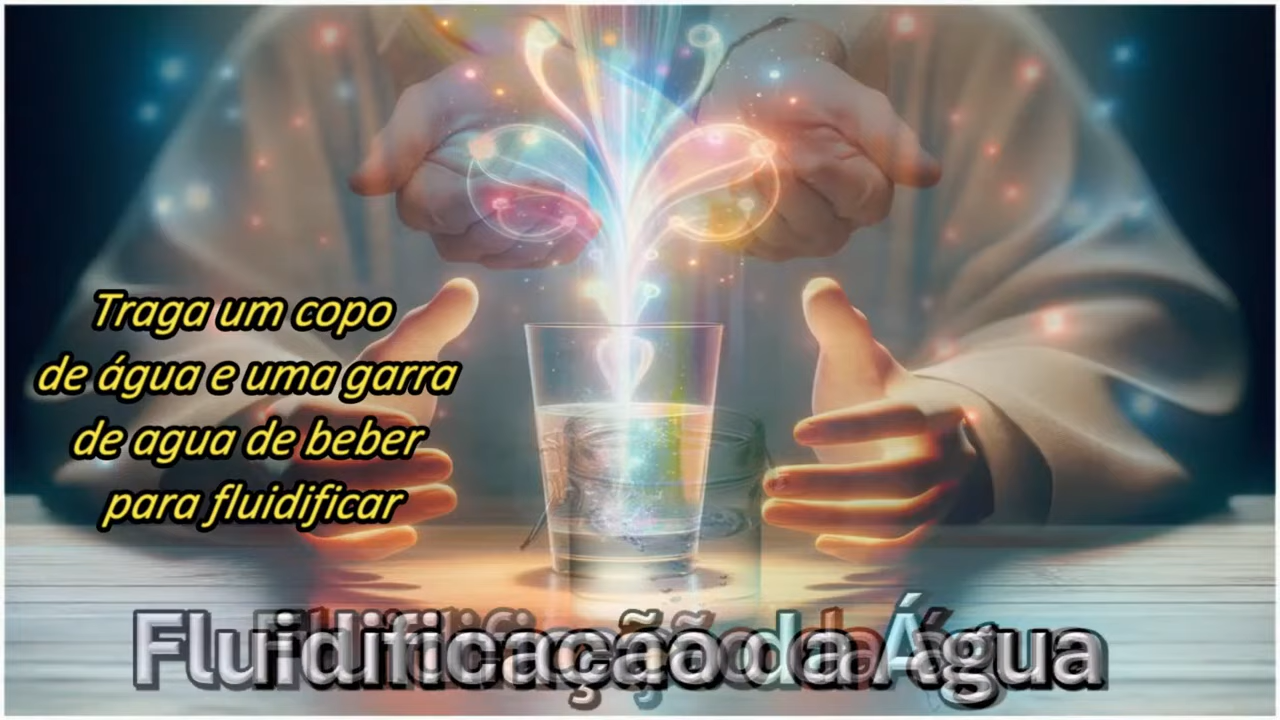 Traga um copo
de água e uma garra
de agua de beber
para fluidificar
Fluidificação da Água